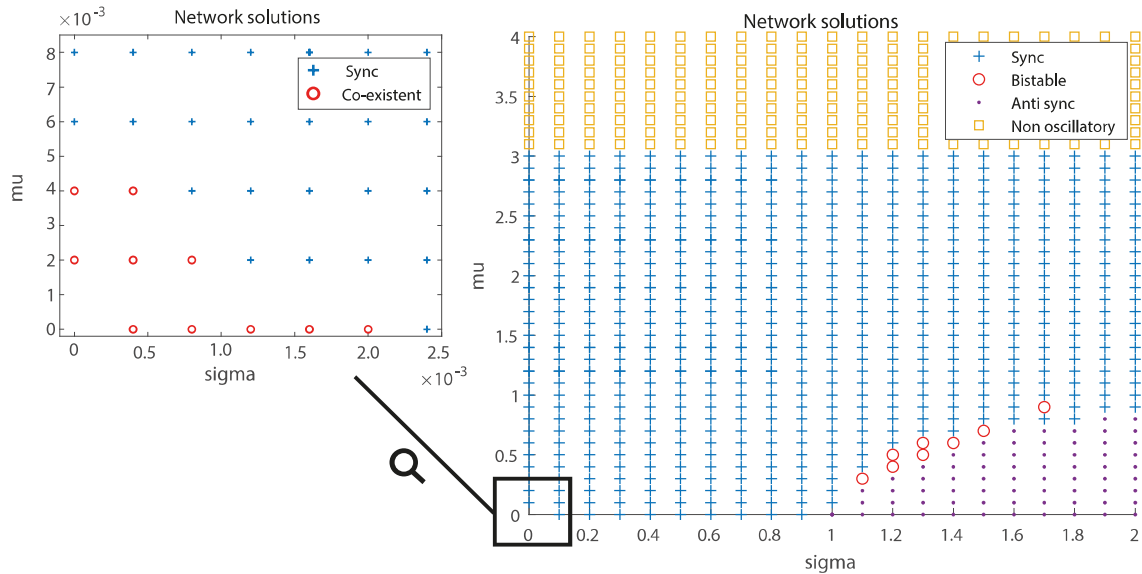 Network solutions
×10⁻³
8
7
6
5
4
3
2
1
0
mu
Sync
Co-existent
0 0.5 1.0 1.5 2.0 2.5
sigma
×10⁻³
Network solutions
4
3.5
3
2.5
2
1.5
1
0.5
0
mu
Sync
Bistable
Anti sync
Non oscillatory
0 0.2 0.4 0.6 0.8 1 1.2 1.4 1.6 1.8 2
sigma